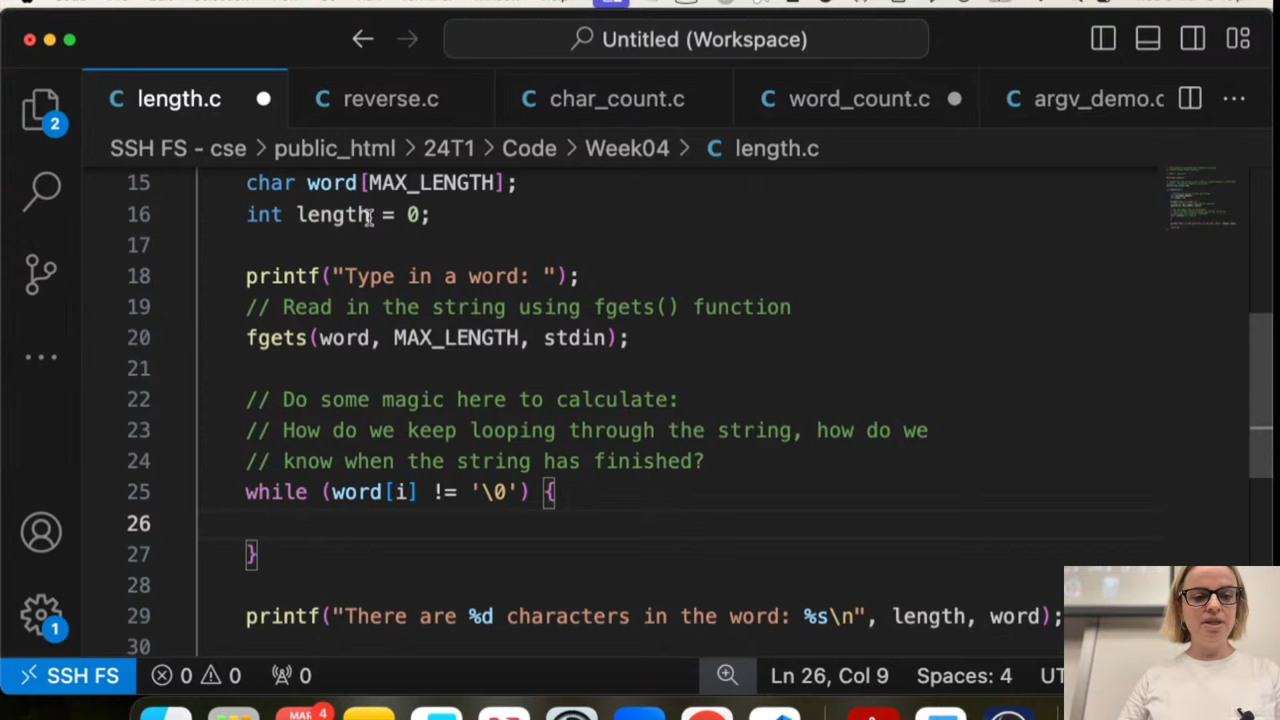 Untitled (Workspace)
length.c
reverse.c
char_count.c
word_count.c
argv_demo.c
2
SSH FS - cse > public_html > 24T1 > Code > Week04 > length.c
15 char word[MAX_LENGTH];
16 int length = 0;
17
18 printf("Type in a word: ");
19 // Read in the string using fgets() function
20 fgets(word, MAX_LENGTH, stdin);
21
22 // Do some magic here to calculate:
23 // How do we keep looping through the string, how do we
24 // know when the string has finished?
25 while (word[i] != '\0') {
26
27 }
28
29 printf("There are %d characters in the word: %s\n", length, word);
30
1
SSH FS 0 0 0 Ln 26, Col 9 Spaces: 4
MAR 4